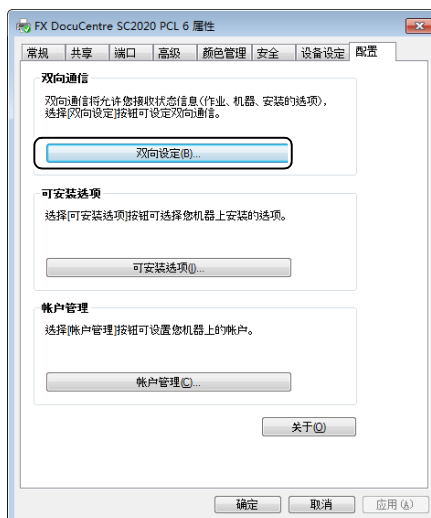 FX DocuCentre SC2020 PCL 6 属性
常规 共享 端口 高级 颜色管理 安全 设备设定 配置
双向通信
双向通信将允许您接收状态信息(作业、机器、安装的选项),
选择[双向设定]按钮可设定双向通信。
双向设定(B)...
可安装选项
选择[可安装选项]按钮可选择您机器上安装的选项。
可安装选项(I)...
帐户管理
选择[帐户管理]按钮可设置您机器上的帐户。
帐户管理(C)...
关于(O)
确定 取消 应用(A)